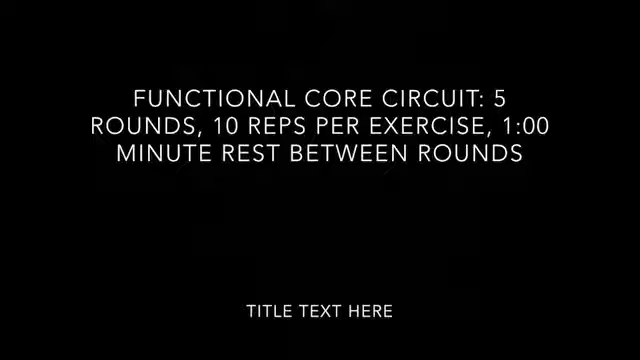 FUNCTIONAL CORE CIRCUIT: 5
ROUNDS, 10 REPS PER EXERCISE, 1:00
MINUTE REST BETWEEN ROUNDS
TITLE TEXT HERE